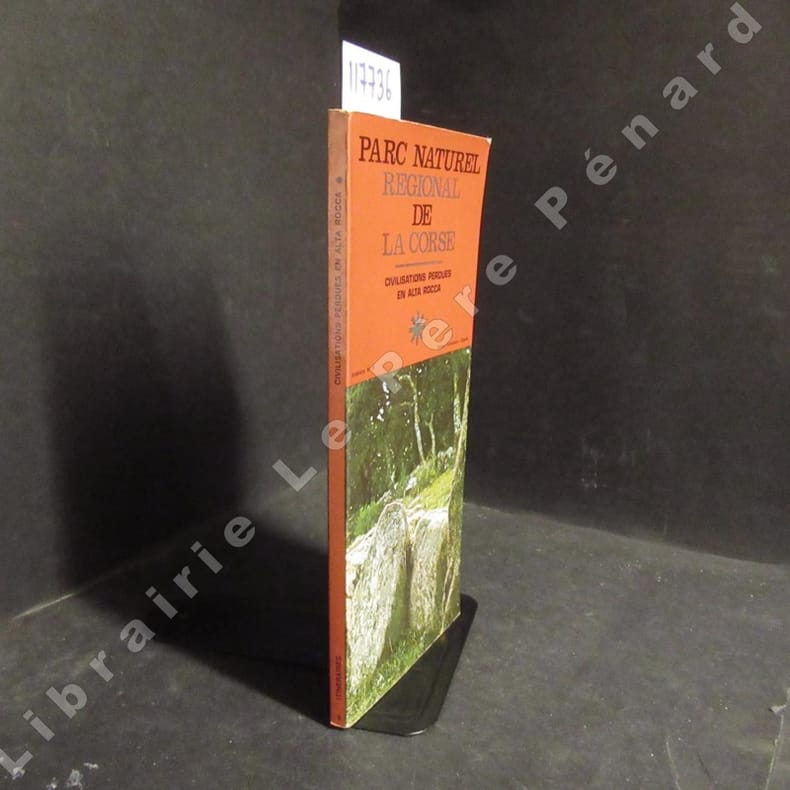 117736
PARC NATUREL
REGIONAL
DE
LA CORSE
CIVILISATIONS PERDUES
EN ALTA ROCCA
CIVILISATIONS PERDUES EN ALTA ROCCA
ITINERAIRES
Librairie Le Père Pénard